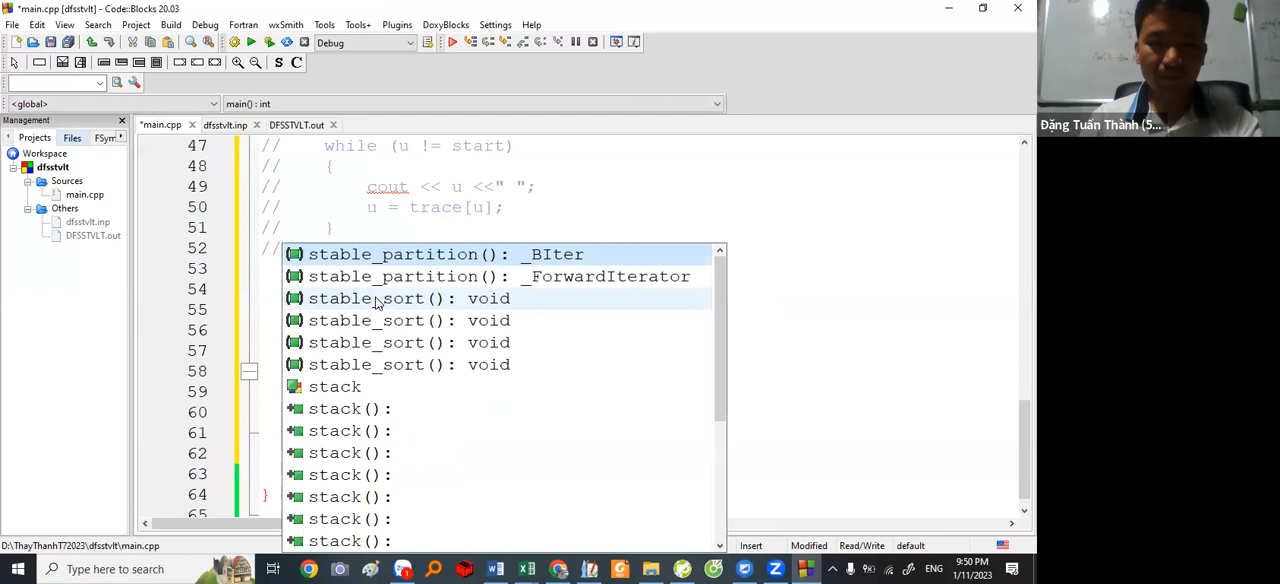 *main.cpp [dfsstvlt] - Code::Blocks 20.03
File Edit View Search Project Build Debug Fortran wxSmith Tools Tools+ Plugins DoxyBlocks Settings Help
Debug
S C
<global>
main() : int
Management
Projects Files FSym
Workspace
dfsstvlt
Sources
main.cpp
Others
dfsstvlt.inp
DFSSTVLT.out
*main.cpp dfsstvlt.inp DFSSTVLT.out
47 // while (u != start)
48 // {
49 // cout << u <<" ";
50 // u = trace[u];
51 // }
52 //
53
54
55
56
57
58
59
60
61
62
63
64 }
65
stable_partition(): _BIter
stable_partition(): _ForwardIterator
stable_sort(): void
stable_sort(): void
stable_sort(): void
stable_sort(): void
stack
stack():
stack():
stack():
stack():
stack():
stack():
stack():
D:\ThayThanhT72023\dfsstvlt\main.cpp
Insert Modified Read/Write default
Type here to search
ENG
9:50 PM
1/11/2023
Đặng Tuấn Thành (5...